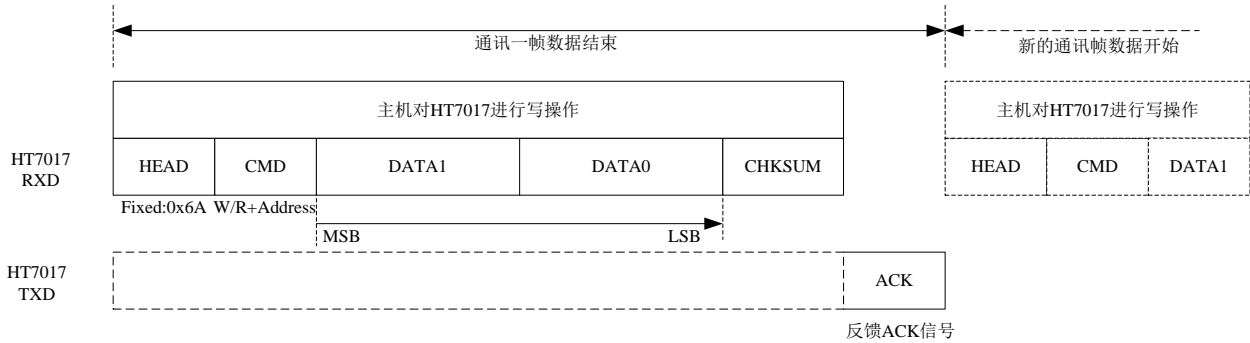 通讯一帧数据结束
新的通讯帧数据开始
主机对HT7017进行写操作
主机对HT7017进行写操作
HT7017
RXD
HEAD
CMD
DATA1
DATA0
CHKSUM
HEAD
CMD
DATA1
Fixed:0x6A W/R+Address
MSB
LSB
HT7017
TXD
ACK
反馈ACK信号